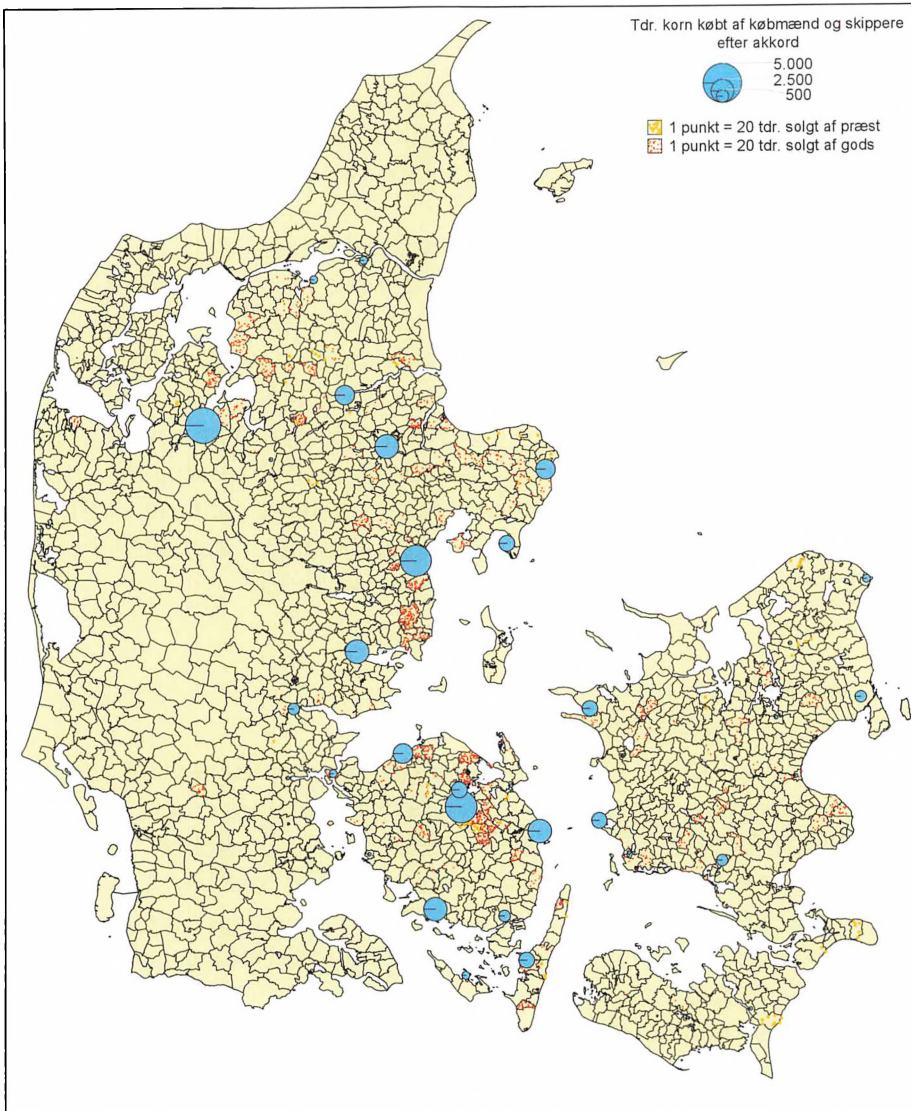 Tdr. korn købt af købmænd og skippere
efter akkord
5.000
2.500
500
1 punkt = 20 tdr. solgt af præst
1 punkt = 20 tdr. solgt af gods